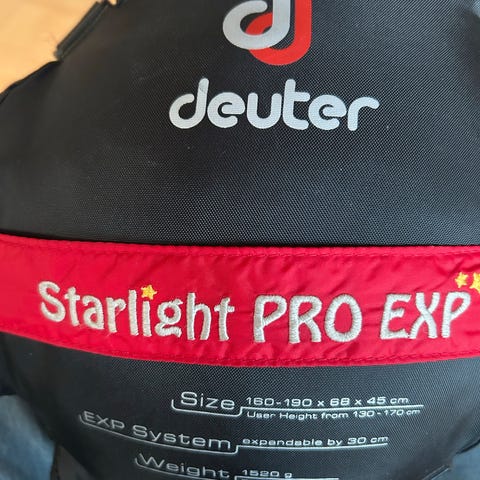 deuter
Starlight PRO EXP
Size 160-190 x 68 x 45 cm
User Height from 130-170 cm
EXP System expandable by 30 cm
Weight 1520 g